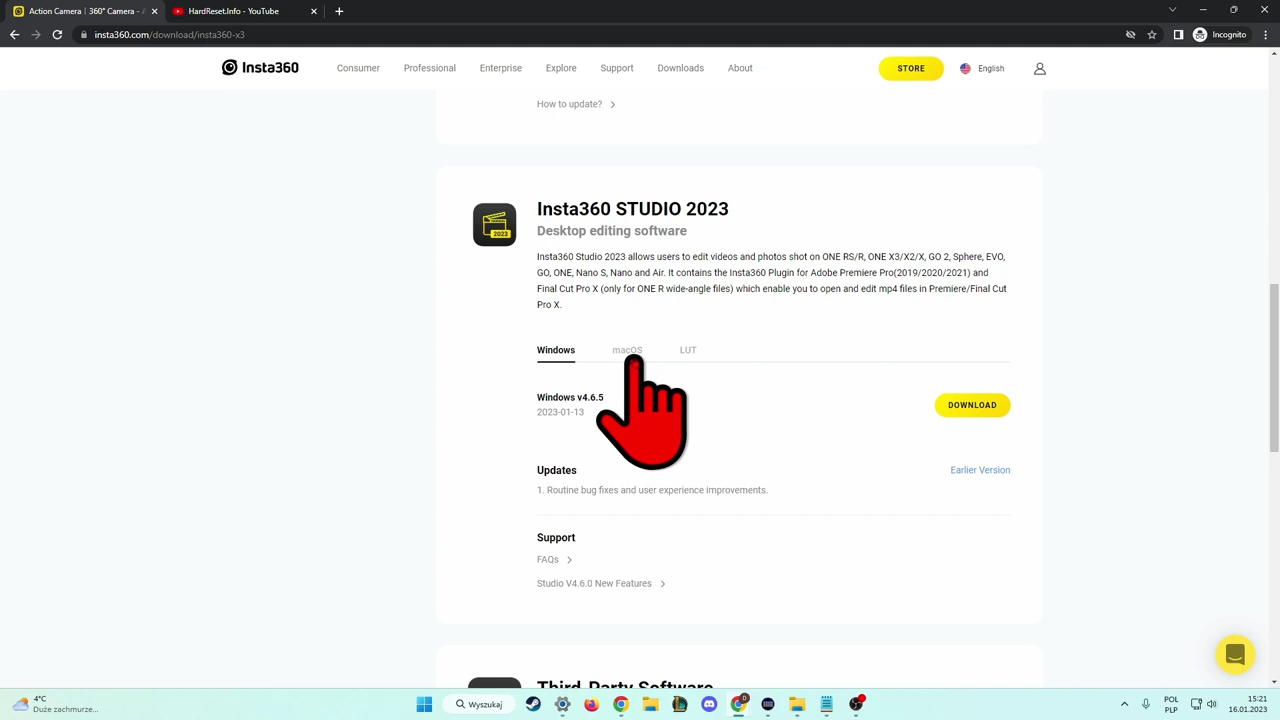 Action Camera | 360° Camera - A
HardReset.Info - YouTube
insta360.com/download/insta360-x3
Incognito
Insta360
Consumer
Professional
Enterprise
Explore
Support
Downloads
About
STORE
English
How to update?
2023
Insta360 STUDIO 2023
Desktop editing software
Insta360 Studio 2023 allows users to edit videos and photos shot on ONE RS/R, ONE X3/X2/X, GO 2, Sphere, EVO,
GO, ONE, Nano S, Nano and Air. It contains the Insta360 Plugin for Adobe Premiere Pro(2019/2020/2021) and
Final Cut Pro X (only for ONE R wide-angle files) which enable you to open and edit mp4 files in Premiere/Final Cut
Pro X.
Windows
macOS
LUT
Windows v4.6.5
2023-01-13
DOWNLOAD
Updates
Earlier Version
1. Routine bug fixes and user experience improvements.
Support
FAQs
Studio V4.6.0 New Features
4°C
Duże zachmurze...
Wyszukaj
D
POL
PLP
15:21
16.01.2023